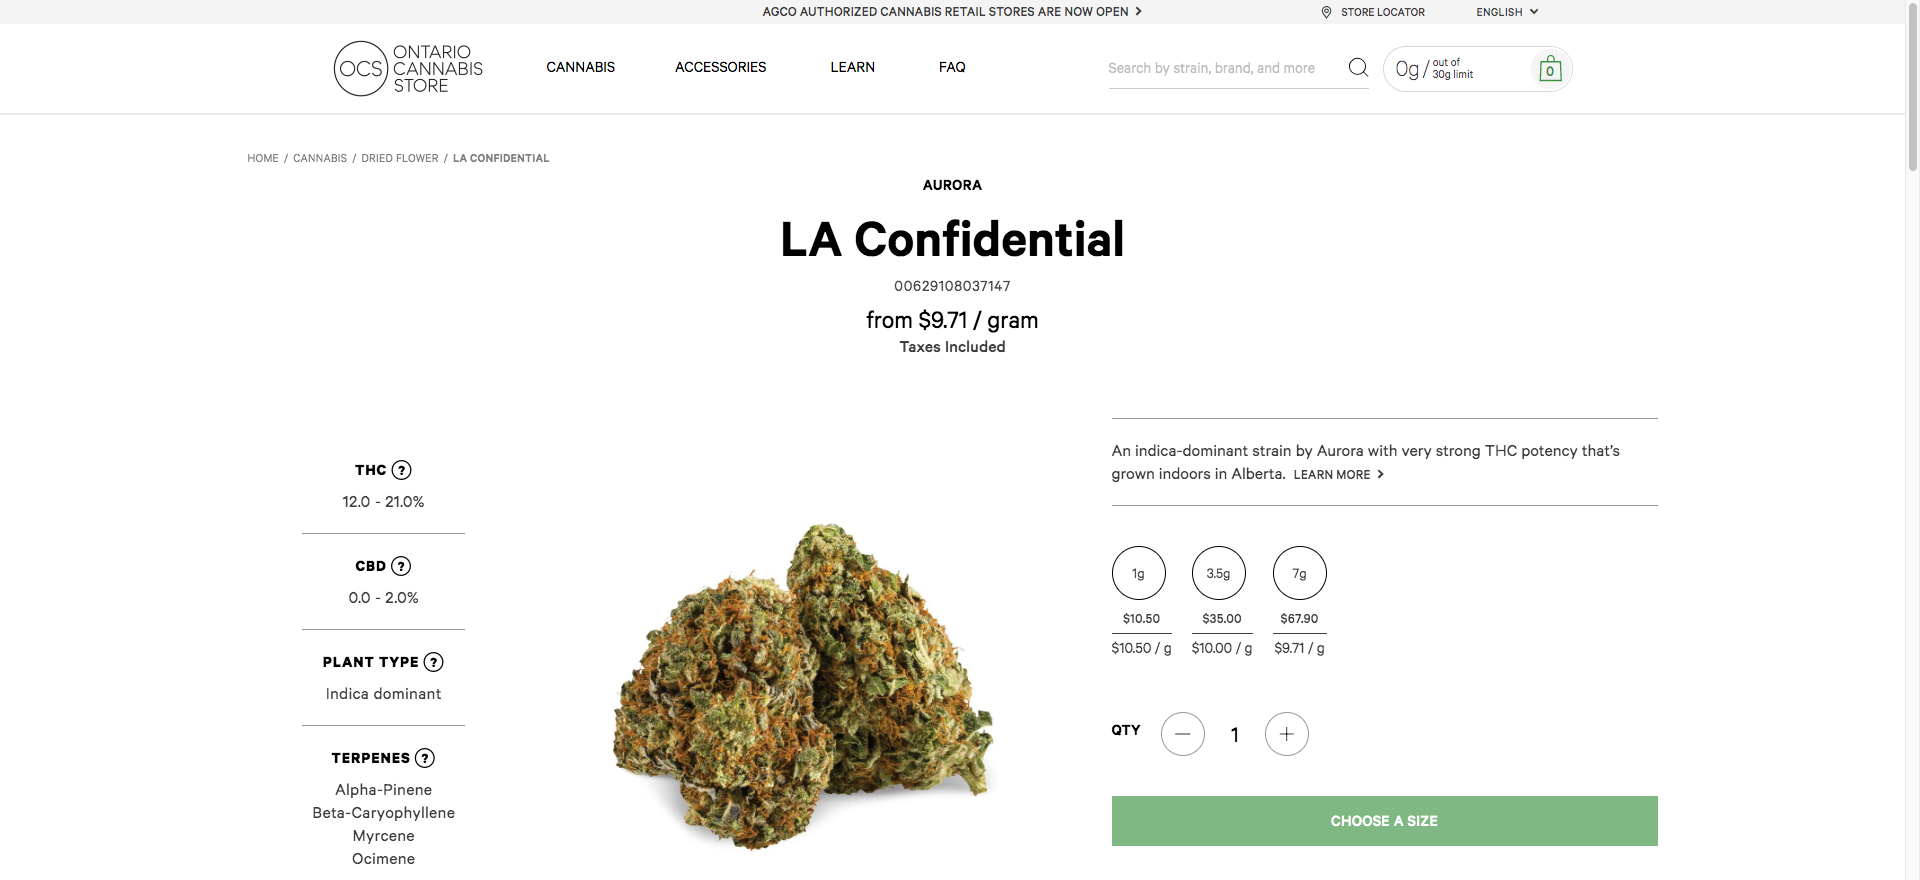 AGCO AUTHORIZED CANNABIS RETAIL STORES ARE NOW OPEN
STORE LOCATOR
ENGLISH
OCS
ONTARIO
CANNABIS
STORE
CANNABIS
ACCESSORIES
LEARN
FAQ
Search by strain, brand, and more
0g / out of
30g limit
0
HOME / CANNABIS / DRIED FLOWER / LA CONFIDENTIAL
AURORA
LA Confidential
00629108037147
from $9.71 / gram
Taxes Included
THC ?
12.0 - 21.0%
CBD ?
0.0 - 2.0%
PLANT TYPE ?
Indica dominant
TERPENES ?
Alpha-Pinene
Beta-Caryophyllene
Myrcene
Ocimene
An indica-dominant strain by Aurora with very strong THC potency that's
grown indoors in Alberta. LEARN MORE
1g 3.5g 7g
$10.50 $35.00 $67.90
$10.50 / g $10.00 / g $9.71 / g
QTY 1
CHOOSE A SIZE